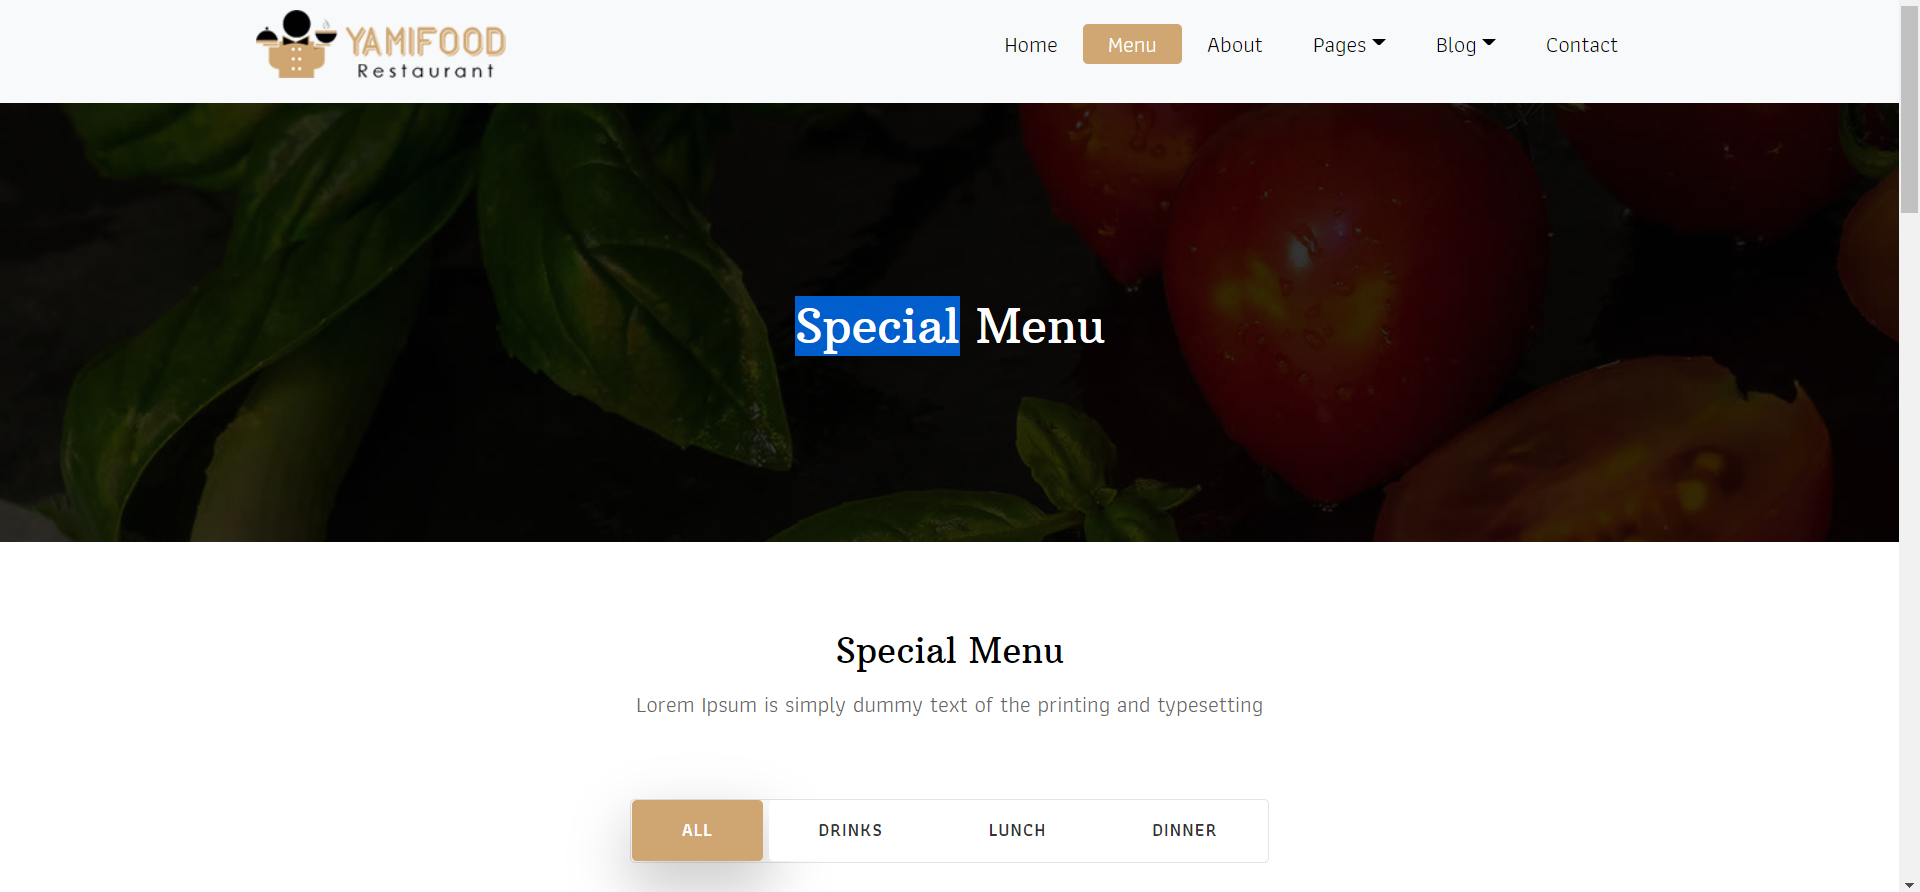 YAMIFOOD
Restaurant
Home Menu About Pages Blog Contact
Special Menu
Special Menu
Lorem Ipsum is simply dummy text of the printing and typesetting
ALL DRINKS LUNCH DINNER